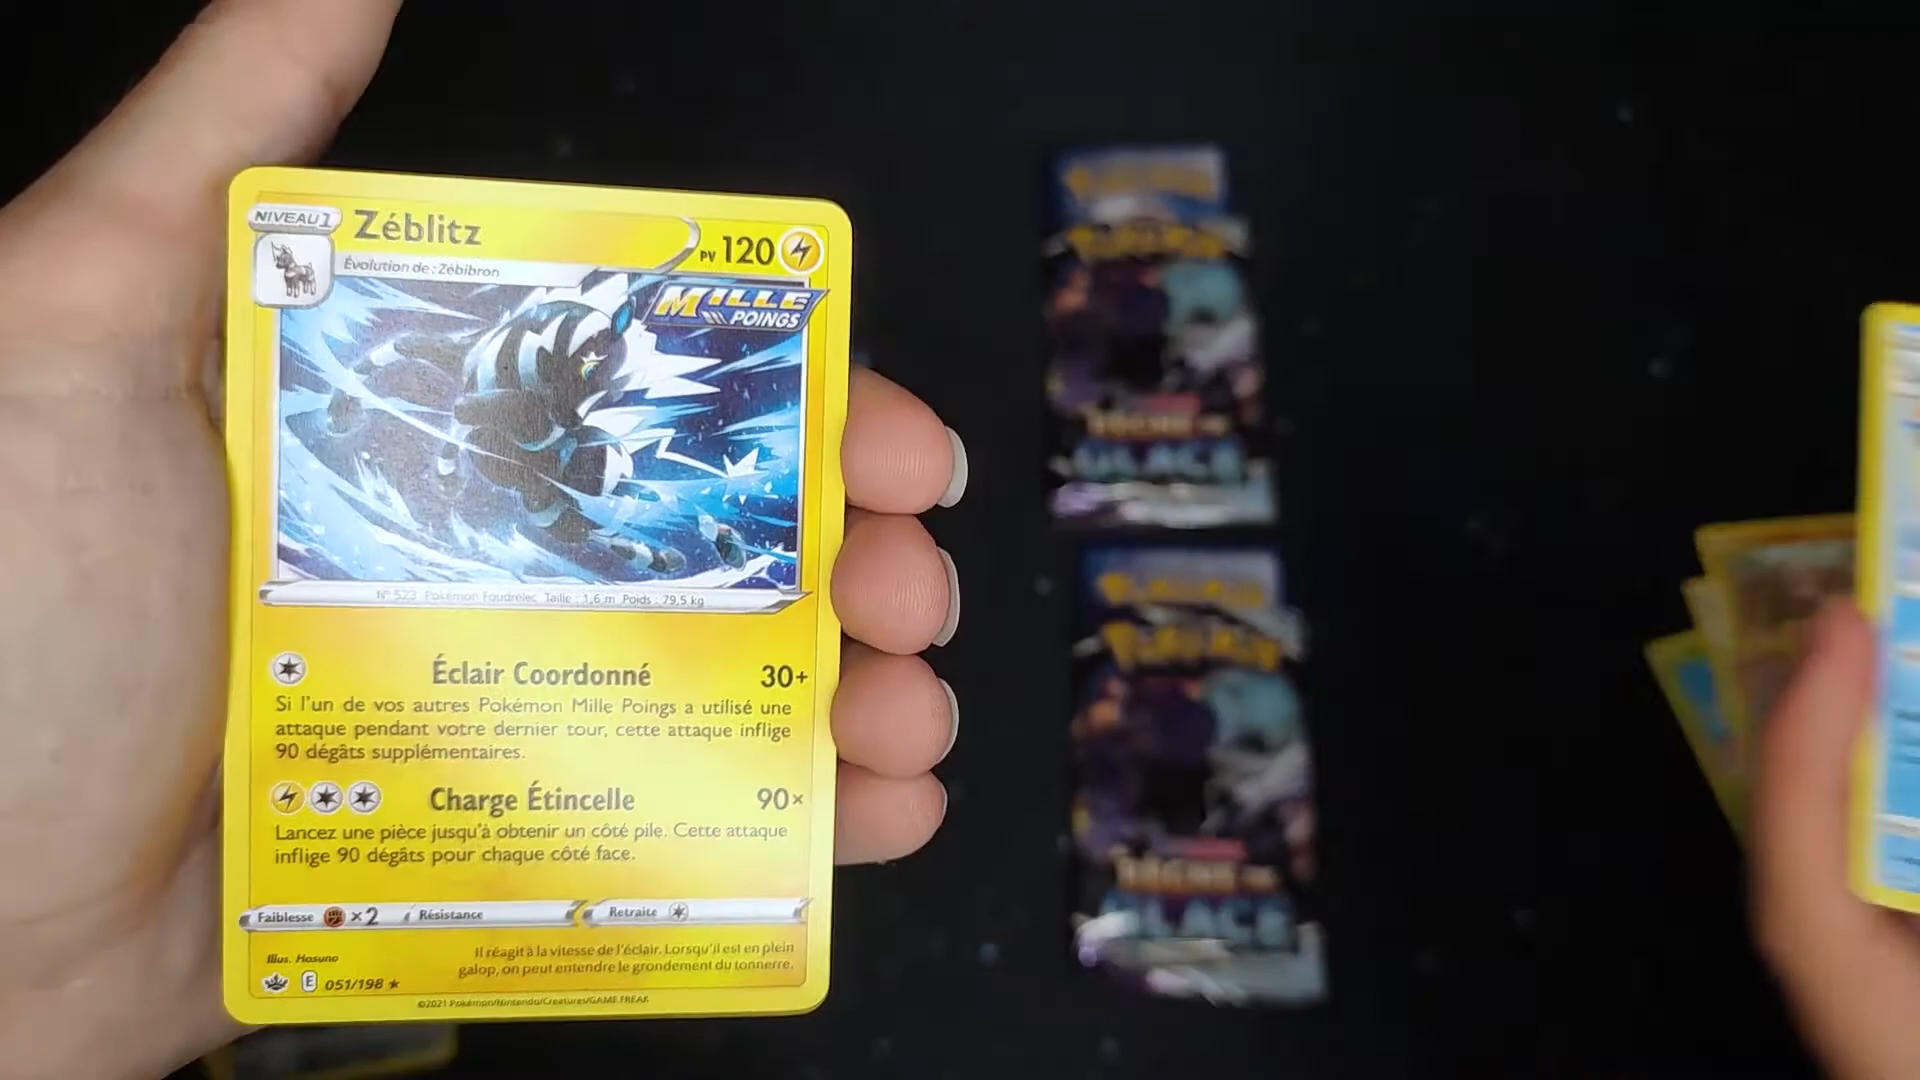 NIVEAU 1
Zéblitz
PV 120
Évolution de : Zébibron
MILLE
POINGS
N° 523 Pokémon Foudrélec Taille : 1,6 m Poids : 79,5 kg
Éclair Coordonné 30+
Si l'un de vos autres Pokémon Mille Poings a utilisé une
attaque pendant votre dernier tour, cette attaque inflige
90 dégâts supplémentaires.
Charge Étincelle 90×
Lancez une pièce jusqu'à obtenir un côté pile. Cette attaque
inflige 90 dégâts pour chaque côté face.
Faiblesse ×2 Résistance Retraite
Illus. Hasuno
Il réagit à la vitesse de l'éclair. Lorsqu'il est en plein
galop, on peut entendre le grondement du tonnerre.
E 051/198 ★
©2021 Pokémon/Nintendo/Creatures/GAME FREAK
POKÉMON
GLACE
POKÉMON
GLACE